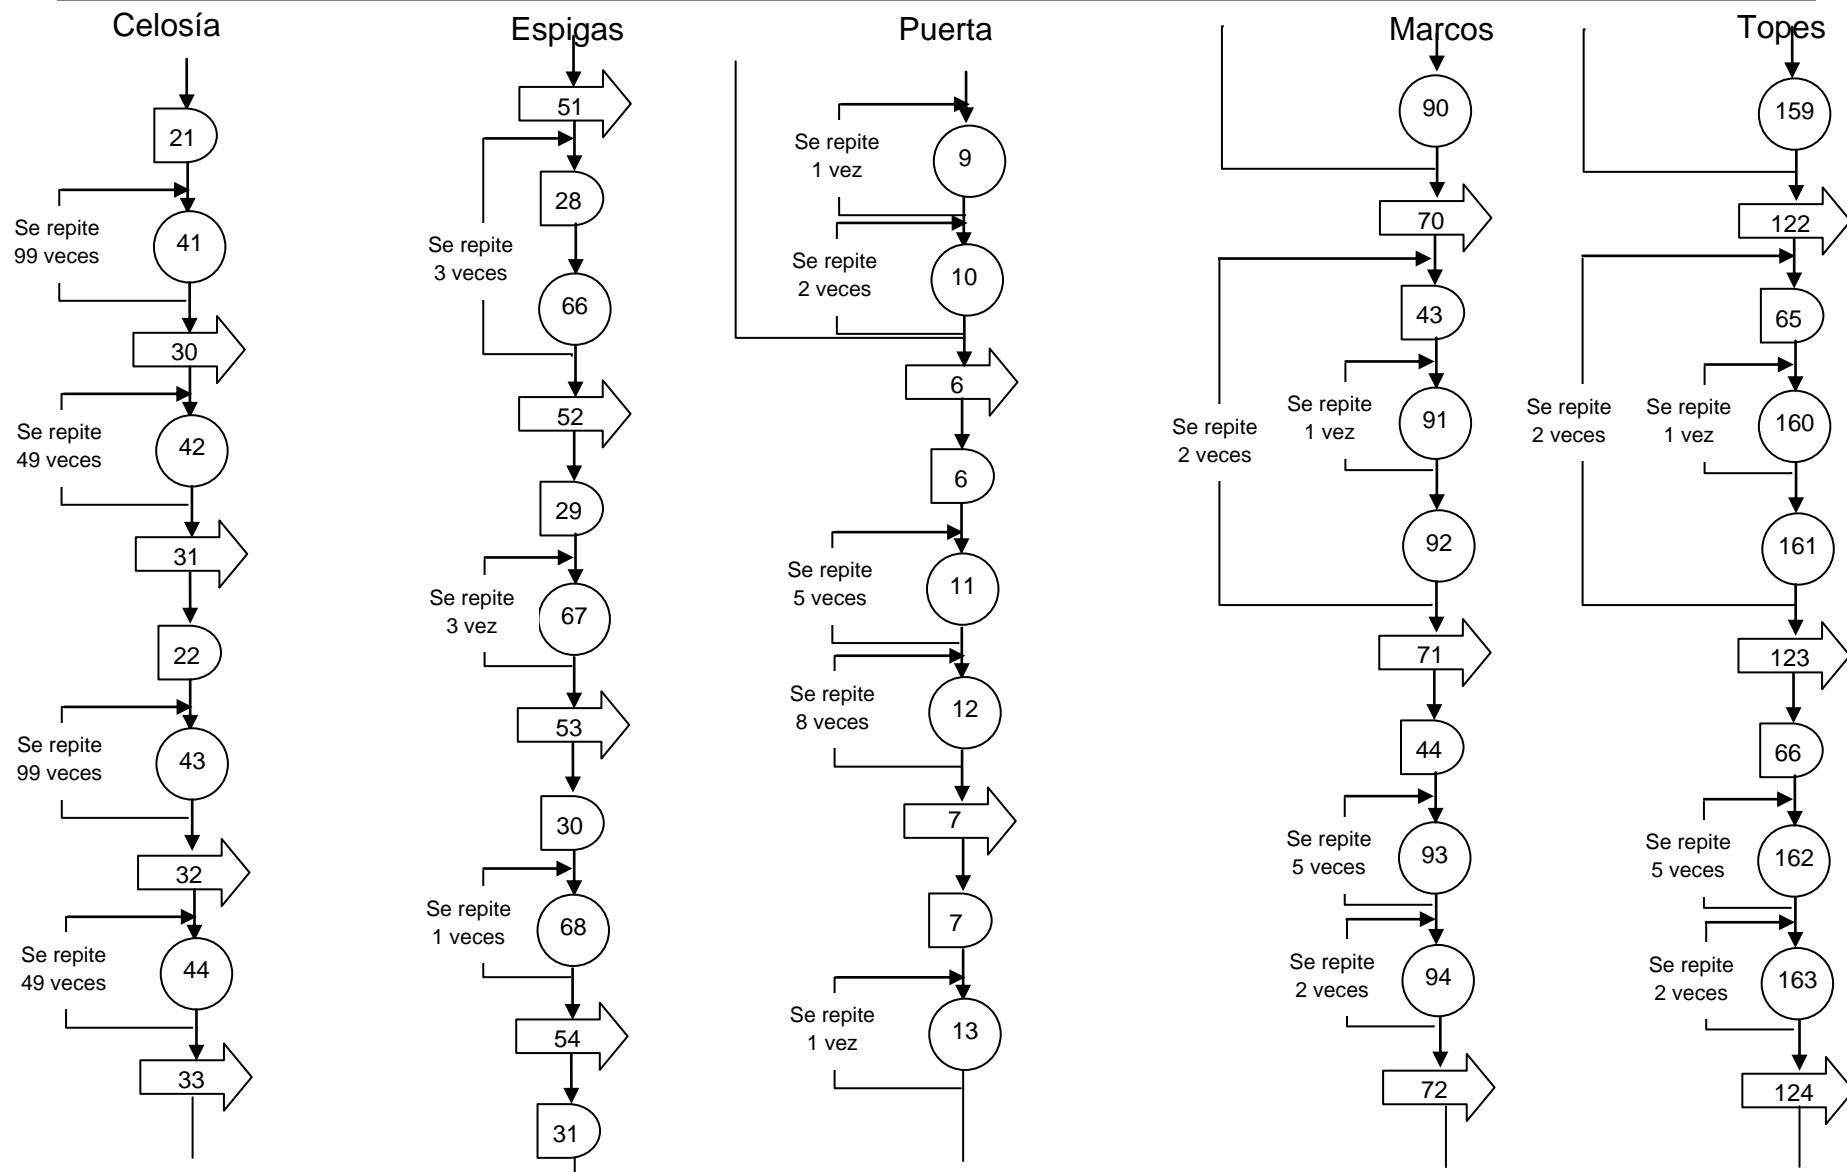 Celosía
21
Se repite
99 veces
41
30
Se repite
49 veces
42
31
22
Se repite
99 veces
43
32
Se repite
49 veces
44
33
Espigas
51
28
Se repite
3 veces
66
52
29
Se repite
3 vez
67
53
30
Se repite
1 veces
68
54
31
Puerta
Se repite
1 vez
9
Se repite
2 veces
10
6
6
Se repite
5 veces
11
Se repite
8 veces
12
7
7
Se repite
1 vez
13
Marcos
90
70
43
Se repite
2 veces
Se repite
1 vez
91
92
71
44
Se repite
5 veces
93
Se repite
2 veces
94
72
Topes
159
122
65
Se repite
2 veces
Se repite
1 vez
160
161
123
66
Se repite
5 veces
162
Se repite
2 veces
163
124